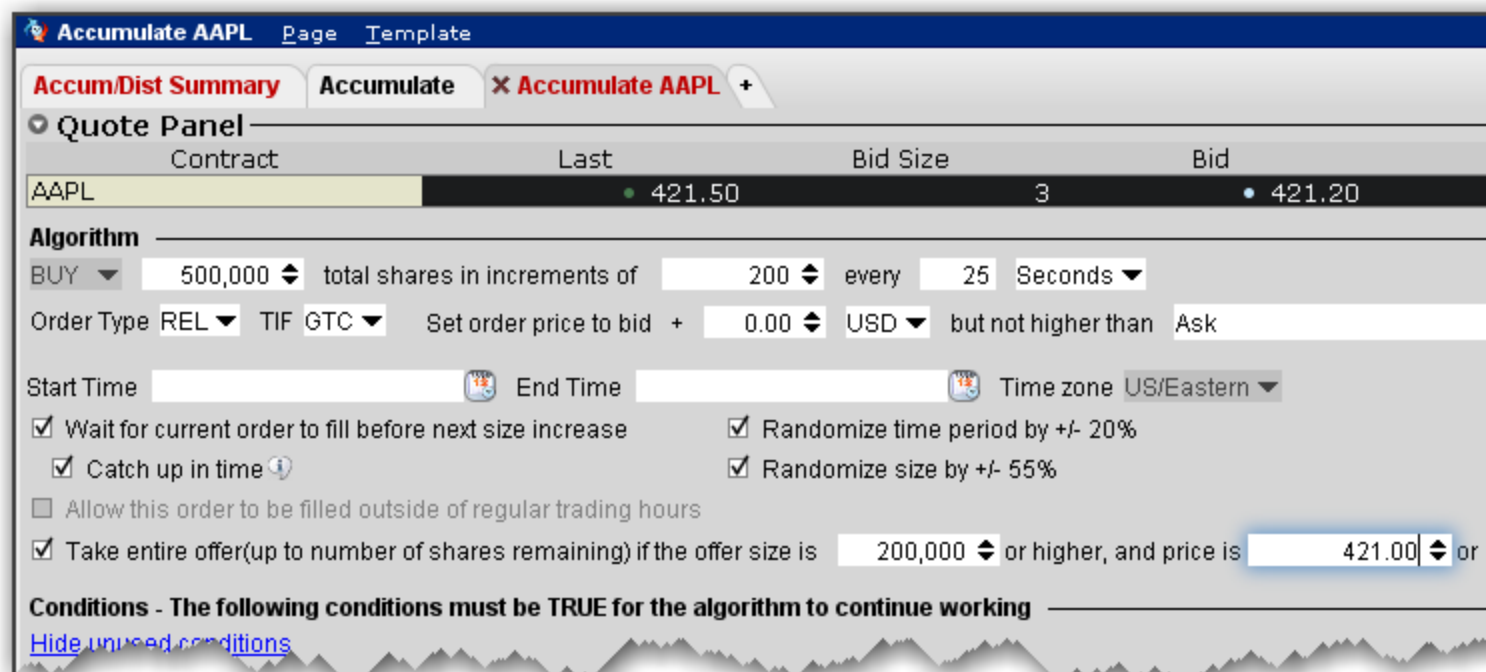 Accumulate AAPL Page Template
Accum/Dist Summary Accumulate Accumulate AAPL +
Quote Panel
Contract Last Bid Size Bid
AAPL 421.50 3 421.20
Algorithm
BUY 500,000 total shares in increments of 200 every 25 Seconds
Order Type REL TIF GTC Set order price to bid + 0.00 USD but not higher than Ask
Start Time End Time Time zone US/Eastern
Wait for current order to fill before next size increase Randomize time period by +/- 20%
Catch up in time Randomize size by +/- 55%
Allow this order to be filled outside of regular trading hours
Take entire offer(up to number of shares remaining) if the offer size is 200,000 or higher, and price is 421.00 or
Conditions - The following conditions must be TRUE for the algorithm to continue working
Hide unused conditions